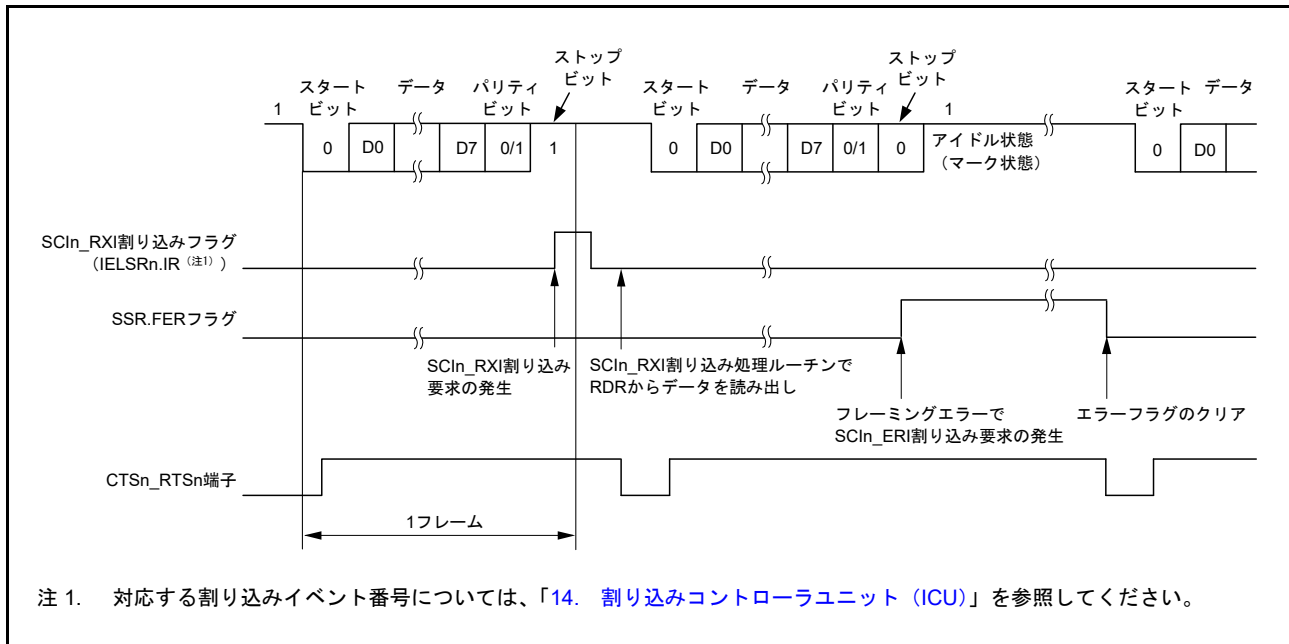 ストップ
ビット
ストップ
ビット
スタート
ビット
データ
パリティ
ビット
スタート
ビット
データ
パリティ
ビット
スタート
ビット
データ
1
1
0
D0
D7
0/1
1
0
D0
D7
0/1
0
アイドル状態
(マーク状態)
0
D0
SCIn_RXI割り込みフラグ
(IELSRn.IR (注1) )
SSR.FERフラグ
SCIn_RXI割り込み
要求の発生
SCIn_RXI割り込み処理ルーチンで
RDRからデータを読み出し
フレーミングエラーで
SCIn_ERI割り込み要求の発生
エラーフラグのクリア
CTSn_RTSn端子
1フレーム
注 1. 対応する割り込みイベント番号については、「14. 割り込みコントローラユニット（ICU）」を参照してください。